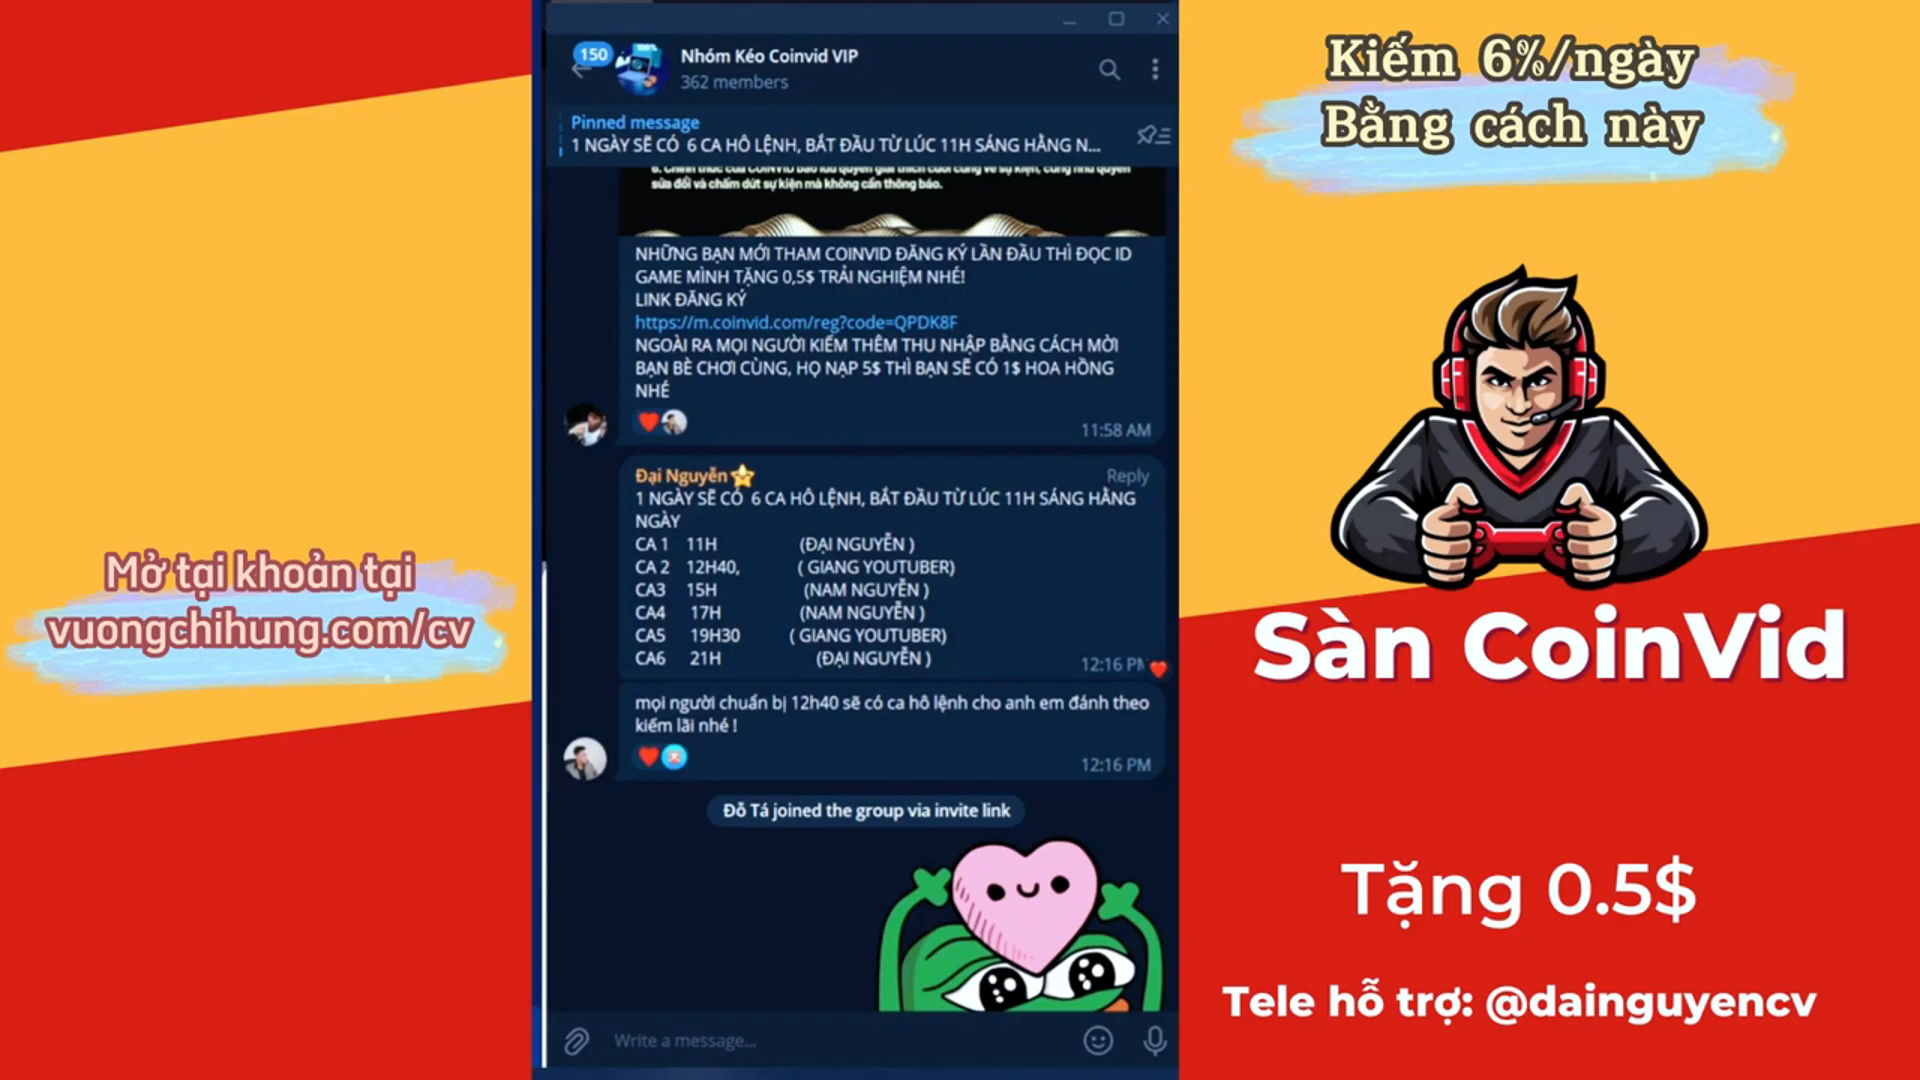 Mở tại khoản tại
vuongchihung.com/cv
150
Nhóm Kéo Coinvid VIP
362 members
Pinned message
1 NGÀY SẼ CÓ 6 CA HÔ LỆNH, BẮT ĐẦU TỪ LÚC 11H SÁNG HẰNG N...
100%
sửa đổi và chấm dứt sự kiện mà không cần thông báo.
NHỮNG BẠN MỚI THAM COINVID ĐĂNG KÝ LẦN ĐẦU THÌ ĐỌC ID
GAME MÌNH TẶNG 0,5$ TRẢI NGHIỆM NHÉ!
LINK ĐĂNG KÝ
https://m.coinvid.com/reg?code=QPDK8F
NGOÀI RA MỌI NGƯỜI KIẾM THÊM THU NHẬP BẰNG CÁCH MỜI
BẠN BÈ CHƠI CÙNG, HỌ NẠP 5$ THÌ BẠN SẼ CÓ 1$ HOA HỒNG
NHÉ
11:58 AM
Đại Nguyễn
Reply
1 NGÀY SẼ CÓ 6 CA HÔ LỆNH, BẮT ĐẦU TỪ LÚC 11H SÁNG HẰNG
NGÀY
CA 1 11H (ĐẠI NGUYỄN )
CA 2 12H40, ( GIANG YOUTUBER)
CA3 15H (NAM NGUYỄN )
CA4 17H (NAM NGUYỄN )
CA5 19H30 ( GIANG YOUTUBER)
CA6 21H (ĐẠI NGUYỄN )
12:16 PM
mọi người chuẩn bị 12h40 sẽ có ca hô lệnh cho anh em đánh theo
kiếm lãi nhé !
12:16 PM
Đỗ Tá joined the group via invite link
Write a message...
Kiếm 6%/ngày
Bằng cách này
Sàn CoinVid
Tặng 0.5$
Tele hỗ trợ: @dainguyencv